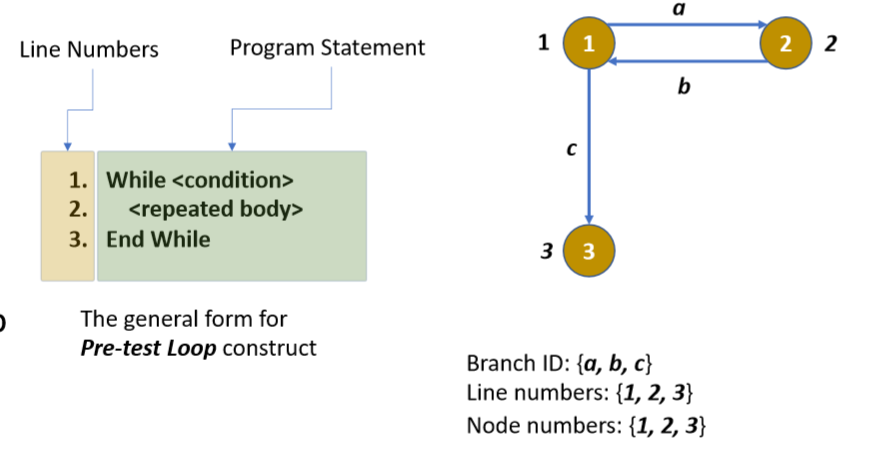 Line Numbers
Program Statement
1. While <condition>
2. <repeated body>
3. End While
The general form for
Pre-test Loop construct
a
1
1
2
2
b
c
3
3
Branch ID: {a, b, c}
Line numbers: {1, 2, 3}
Node numbers: {1, 2, 3}